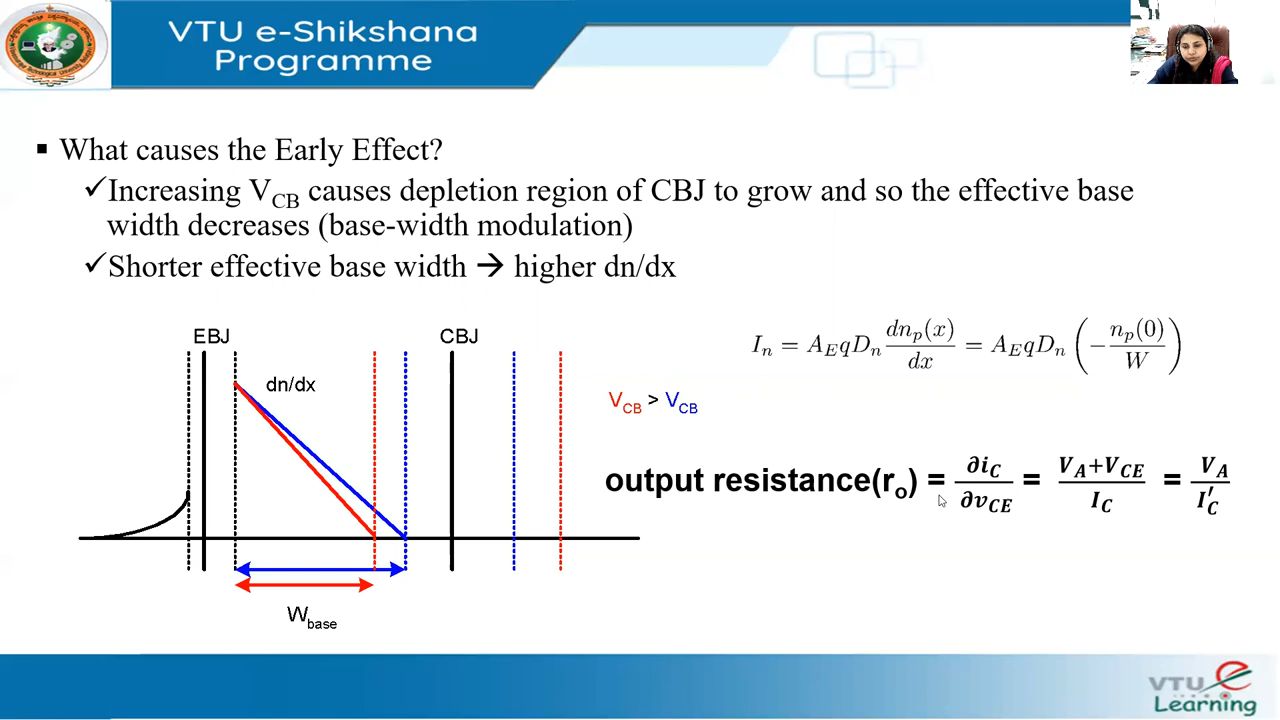 VTU e-Shikshana
Programme
▪ What causes the Early Effect?
✓Increasing V_CB causes depletion region of CBJ to grow and so the effective base
width decreases (base-width modulation)
✓Shorter effective base width → higher dn/dx
EBJ
CBJ
dn/dx
I_n = A_E q D_n dn_p(x)/dx = A_E q D_n (− n_p(0)/W)
V_CB > V_CB
output resistance(r_o) = ∂i_C/∂v_CE = V_A+V_CE/I_C = V_A/I′_C
W_base
VTU e
Learning